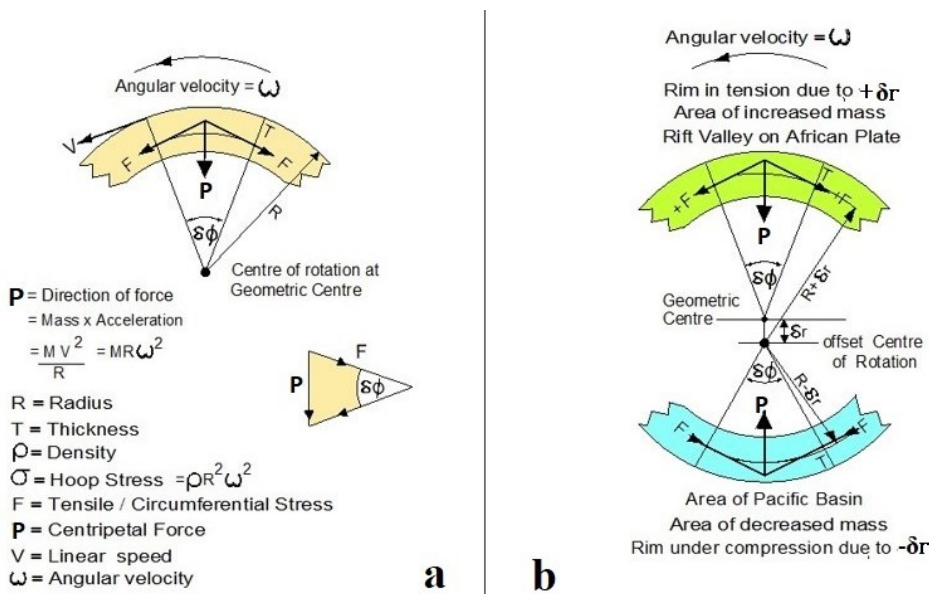 Angular velocity = ω
V
F
F
T
P
R
δϕ
Centre of rotation at
Geometric Centre
P = Direction of force
= Mass x Acceleration
= MV²/R = MRω²
F
P
δϕ
R = Radius
T = Thickness
ρ = Density
σ = Hoop Stress = ρR²ω²
F = Tensile / Circumferential Stress
P = Centripetal Force
V = Linear speed
ω = Angular velocity
a
Angular velocity = ω
Rim in tension due to +δr
Area of increased mass
Rift Valley on African Plate
+F
+F
T
P
δϕ
R+δr
Geometric
Centre
δr
offset Centre
of Rotation
δϕ
R-δr
P
F-
-F
T
Area of Pacific Basin
Area of decreased mass
Rim under compression due to -δr
b